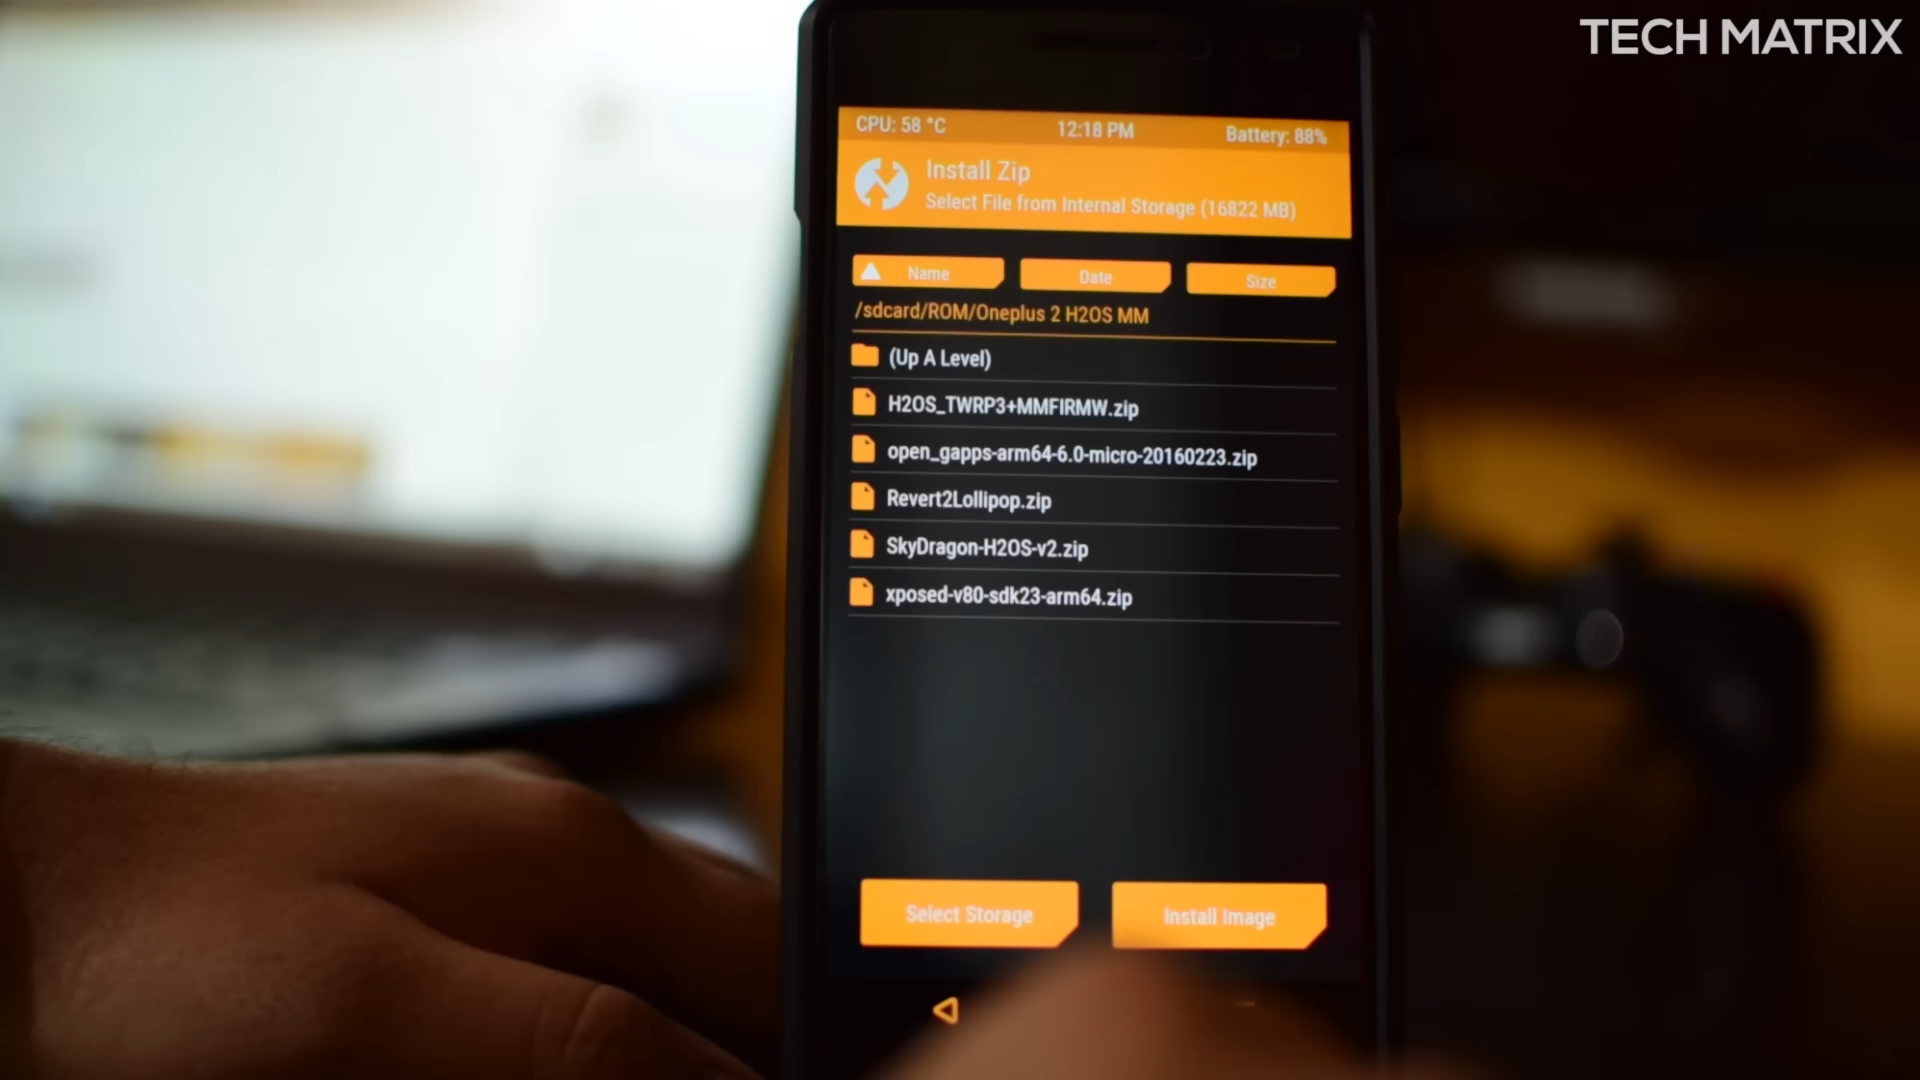 TECH MATRIX
CPU: 58 °C 12:18 PM Battery: 88%
Install Zip
Select File from Internal Storage (16822 MB)
Name Date Size
/sdcard/ROM/Oneplus 2 H2OS MM
(Up A Level)
H2OS_TWRP3+MMFIRMW.zip
open_gapps-arm64-6.0-micro-20160223.zip
Revert2Lollipop.zip
SkyDragon-H2OS-v2.zip
xposed-v80-sdk23-arm64.zip
Select Storage Install Image